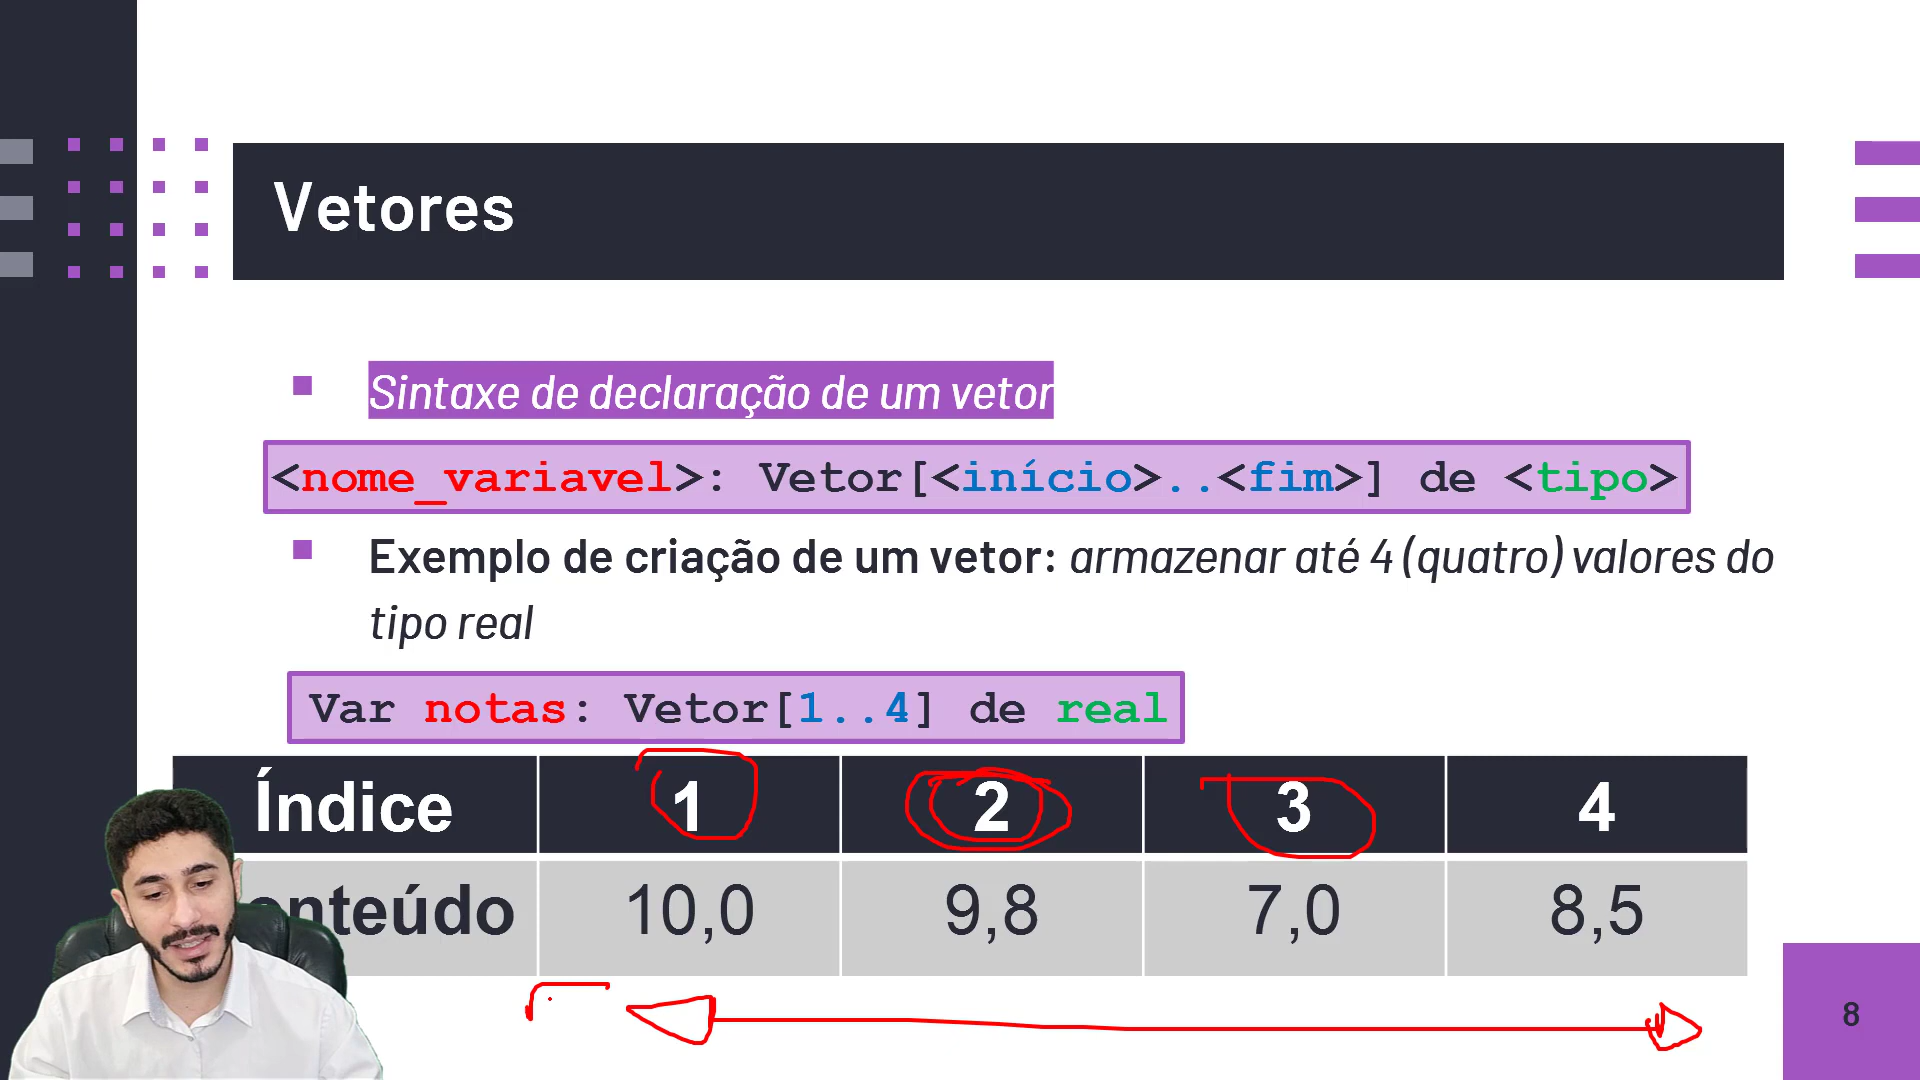 Vetores
Sintaxe de declaração de um vetor
<nome_variavel>: Vetor[<início>..<fim>] de <tipo>
Exemplo de criação de um vetor: armazenar até 4 (quatro) valores do
tipo real
Var notas: Vetor[1..4] de real
Índice 1 2 3 4
onteúdo 10,0 9,8 7,0 8,5
8